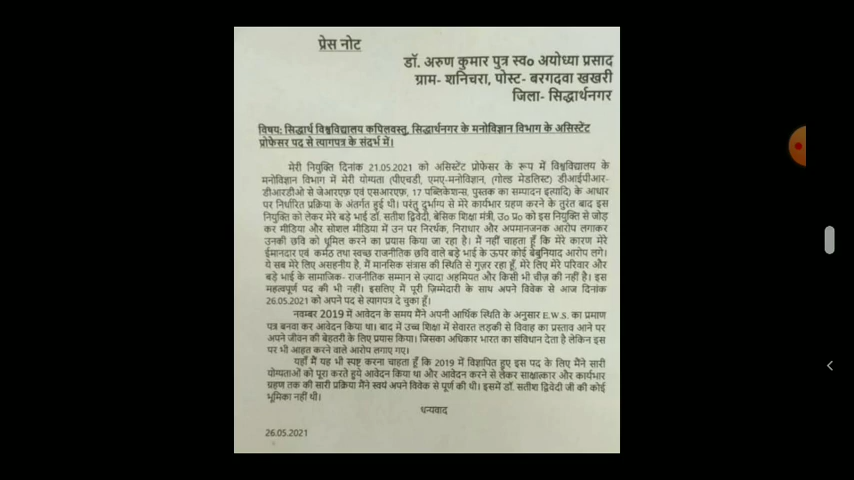 प्रेस नोट
डॉ. अरुण कुमार पुत्र स्व० अयोध्या प्रसाद
ग्राम- शनिचरा, पोस्ट- बरगदवा खखरी
जिला- सिद्धार्थनगर
विषय: सिद्धार्थ विश्वविद्यालय कपिलवस्तु, सिद्धार्थनगर के मनोविज्ञान विभाग के असिस्टेंट
प्रोफेसर पद से त्यागपत्र के संदर्भ में।
मेरी नियुक्ति दिनांक 21.05.2021 को असिस्टेंट प्रोफेसर के रूप में विश्वविद्यालय के
मनोविज्ञान विभाग में मेरी योग्यता (पीएचडी, एमए-मनोविज्ञान, (गोल्ड मेडलिस्ट) डीआईपीआर-
डीआरडीओ से जेआरएफ़ एवं एसआरएफ़, 17 पब्लिकेशन्स, पुस्तक का सम्पादन इत्यादि) के आधार
पर निर्धारित प्रक्रिया के अंतर्गत हुई थी। परंतु दुर्भाग्य से मेरे कार्यभार ग्रहण करने के तुरंत बाद इस
नियुक्ति को लेकर मेरे बड़े भाई डॉ. सतीश द्विवेदी, बेसिक शिक्षा मंत्री, उ० प्र० को इस नियुक्ति से जोड़
कर मीडिया और सोशल मीडिया में उन पर निरर्थक, निराधार और अपमानजनक आरोप लगाकर
उनकी छवि को धूमिल करने का प्रयास किया जा रहा है। मैं नहीं चाहता हूँ कि मेरे कारण मेरे
ईमानदार एवं कर्मठ तथा स्वच्छ राजनीतिक छवि वाले बड़े भाई के ऊपर कोई बेबुनियाद आरोप लगे।
ये सब मेरे लिए असहनीय है, मैं मानसिक संत्रास की स्थिति से गुज़र रहा हूँ, मेरे लिए मेरे परिवार और
बड़े भाई के सामाजिक- राजनीतिक सम्मान से ज़्यादा अहमियत और किसी भी चीज़ की नहीं है। इस
महत्वपूर्ण पद की भी नहीं। इसलिए में पूरी ज़िम्मेदारी के साथ अपने विवेक से आज दिनांक
26.05.2021 को अपने पद से त्यागपत्र दे चुका हूँ।
नवम्बर 2019 में आवेदन के समय मैंने अपनी आर्थिक स्थिति के अनुसार E.W.S. का प्रमाण
पत्र बनवा कर आवेदन किया था। बाद में उच्च शिक्षा में सेवारत लड़की से विवाह का प्रस्ताव आने पर
अपने जीवन की बेहतरी के लिए प्रयास किया। जिसका अधिकार भारत का संविधान देता है लेकिन इस
पर भी आहत करने वाले आरोप लगाए गए।
यहाँ मैं यह भी स्पष्ट करना चाहता हूँ कि 2019 में विज्ञापित हुए इस पद के लिए मैंने सारी
योग्यताओं को पूरा करते हुये आवेदन किया था और आवेदन करने से लेकर साक्षात्कार और कार्यभार
ग्रहण तक की सारी प्रक्रिया मैंने स्वयं अपने विवेक से पूर्ण की थी। इसमें डॉ. सतीश द्विवेदी जी की कोई
भूमिका नहीं थी।
धन्यवाद
26.05.2021